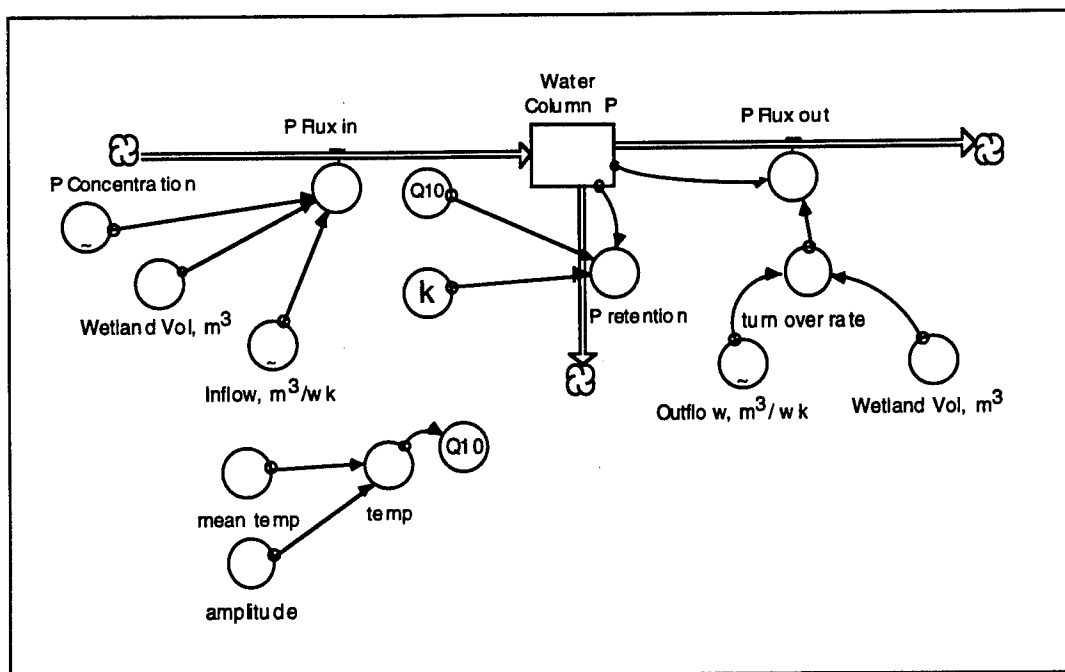 Water
Column P
P Flux in
P Flux out
P Concentration
~
Q10
Wetland Vol, m³
k
P retention
turn over rate
~
Inflow, m³/wk
~
Outflow, m³/wk
Wetland Vol, m³
Q10
mean temp
temp
amplitude